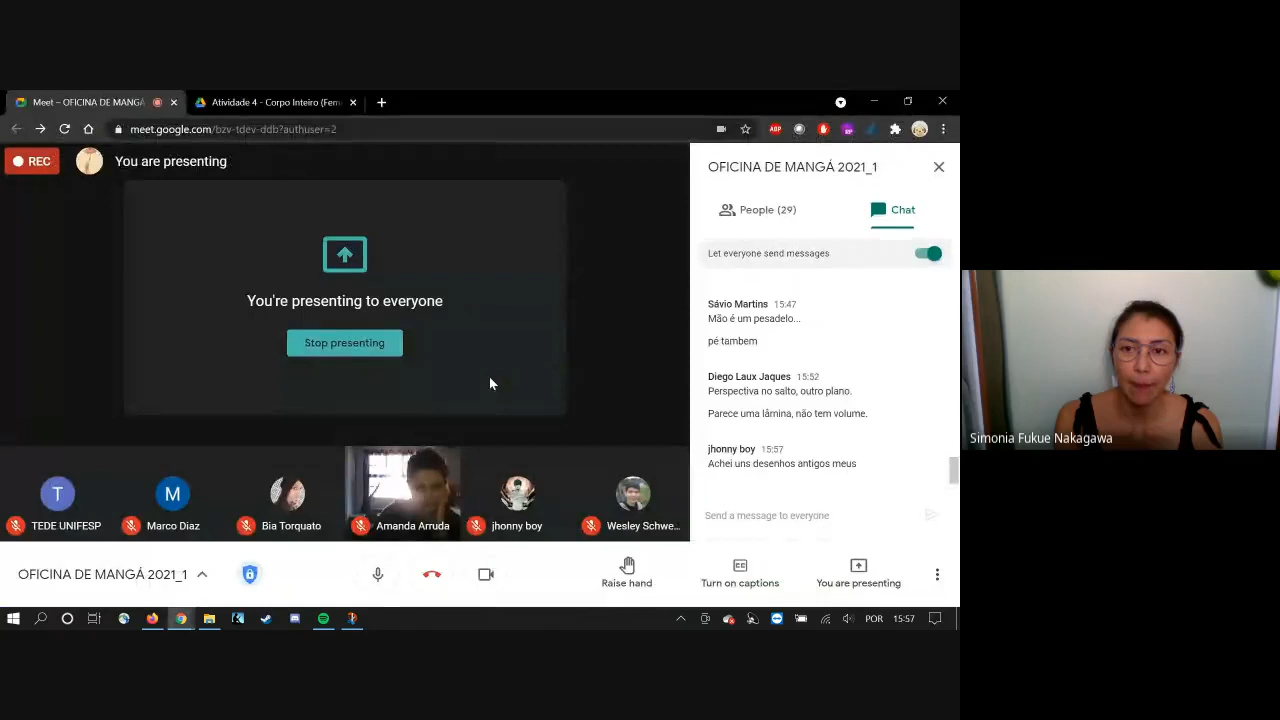 Meet – OFICINA DE MANGÁ
Atividade 4 - Corpo Inteiro (Fem
meet.google.com/bzv-tdev-ddb?authuser=2
REC
You are presenting
OFICINA DE MANGÁ 2021_1
People (29)
Chat
Let everyone send messages
You're presenting to everyone
Stop presenting
Sávio Martins 15:47
Mão é um pesadelo...
pé tambem
Diego Laux Jaques 15:52
Perspectiva no salto, outro plano.
Parece uma lâmina, não tem volume.
jhonny boy 15:57
Achei uns desenhos antigos meus
Send a message to everyone
Simonia Fukue Nakagawa
T
M
TEDE UNIFESP
Marco Diaz
Bia Torquato
Amanda Arruda
jhonny boy
Wesley Schwe...
OFICINA DE MANGÁ 2021_1
Raise hand
Turn on captions
You are presenting
POR
15:57